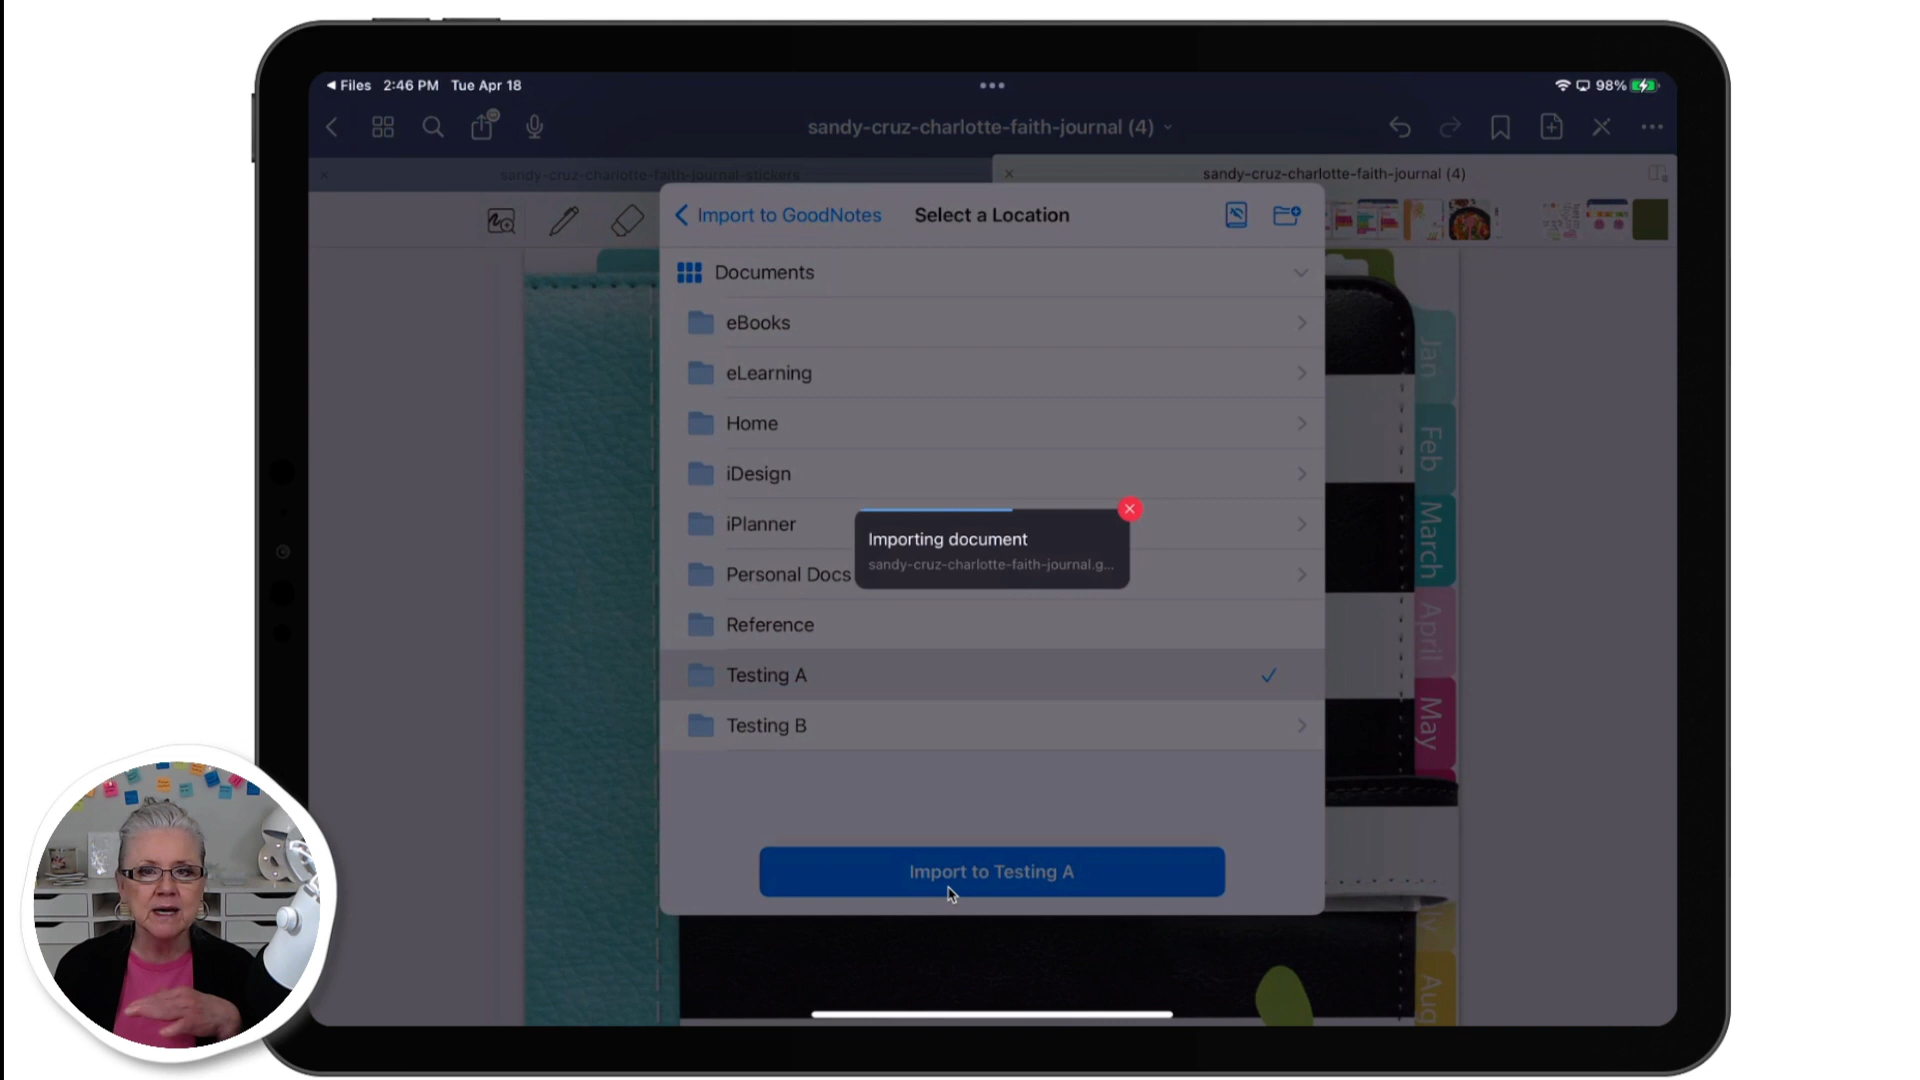 Files 2:46 PM Tue Apr 18
98%
sandy-cruz-charlotte-faith-journal (4)
sandy-cruz-charlotte-faith-journal-stickers
sandy-cruz-charlotte-faith-journal (4)
Import to GoodNotes
Select a Location
Documents
eBooks
eLearning
Home
iDesign
iPlanner
Personal Docs
Reference
Testing A
Testing B
Importing document
sandy-cruz-charlotte-faith-journal.g...
Import to Testing A
Jan
Feb
March
April
May
Aug